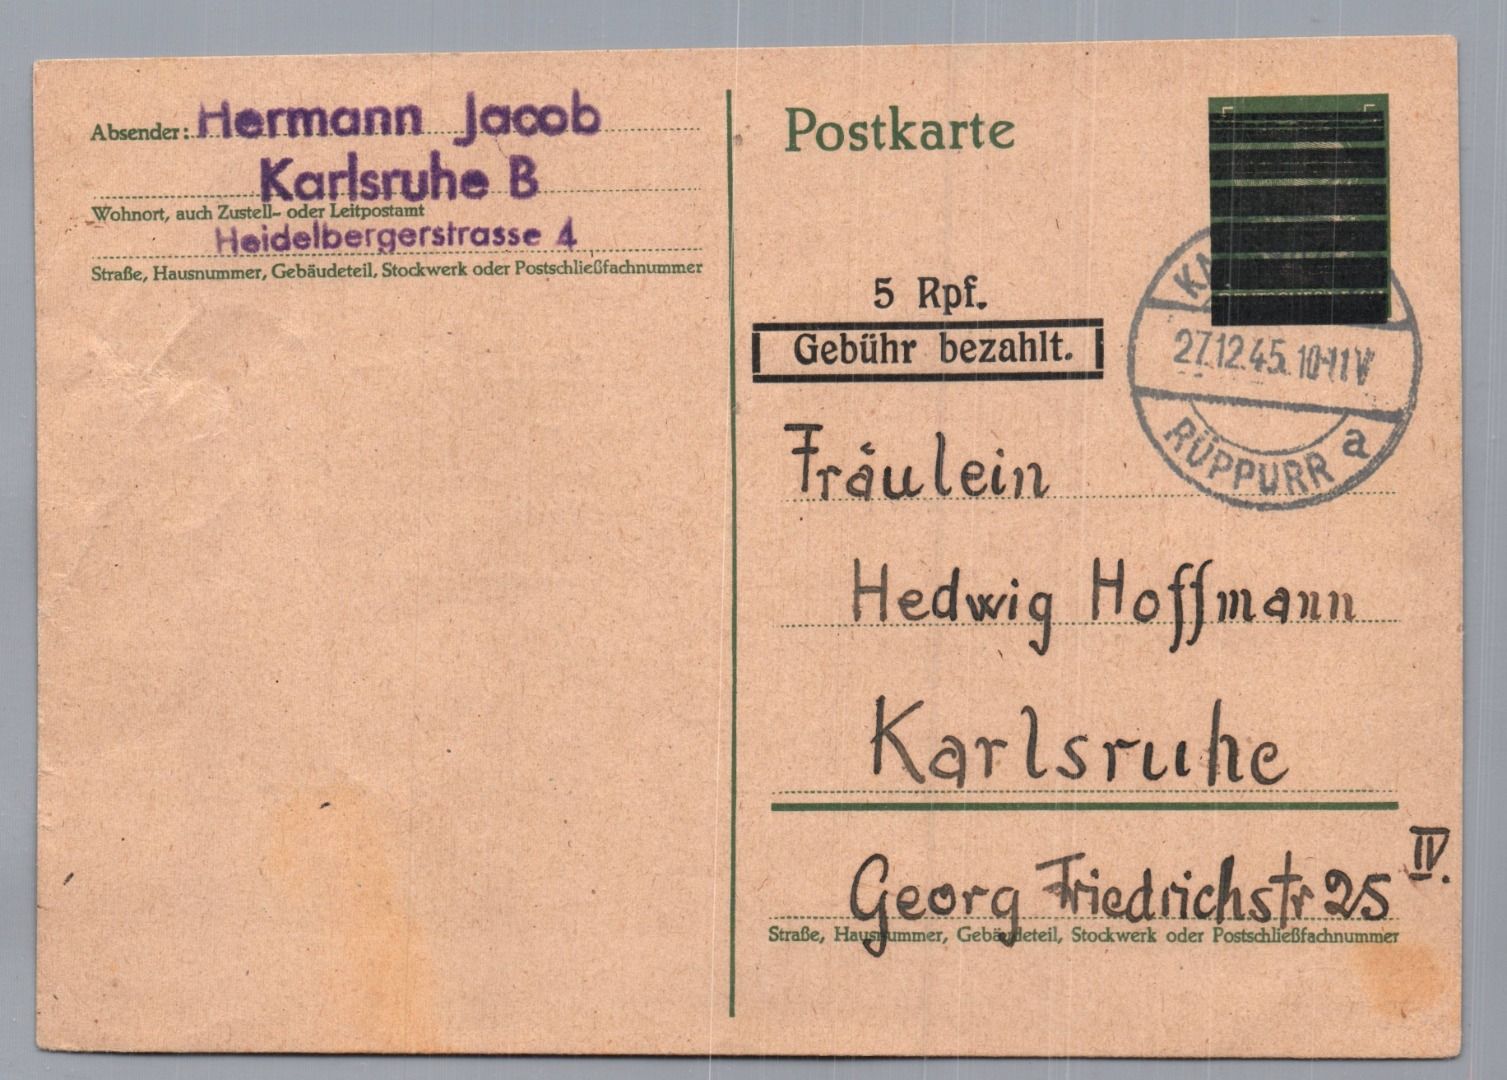 Absender: Hermann Jacob
Karlsruhe B
Wohnort, auch Zustell- oder Leitpostamt
Heidelbergerstrasse 4
Straße, Hausnummer, Gebäudeteil, Stockwerk oder Postschließfachnummer
Postkarte
5 Rpf.
Gebühr bezahlt.
27.12.45. 10-11 V
RÜPPURR a
Fräulein
Hedwig Hoffmann
Karlsruhe
Georg Friedrichstr 25 IV.
Straße, Hausnummer, Gebäudeteil, Stockwerk oder Postschließfachnummer